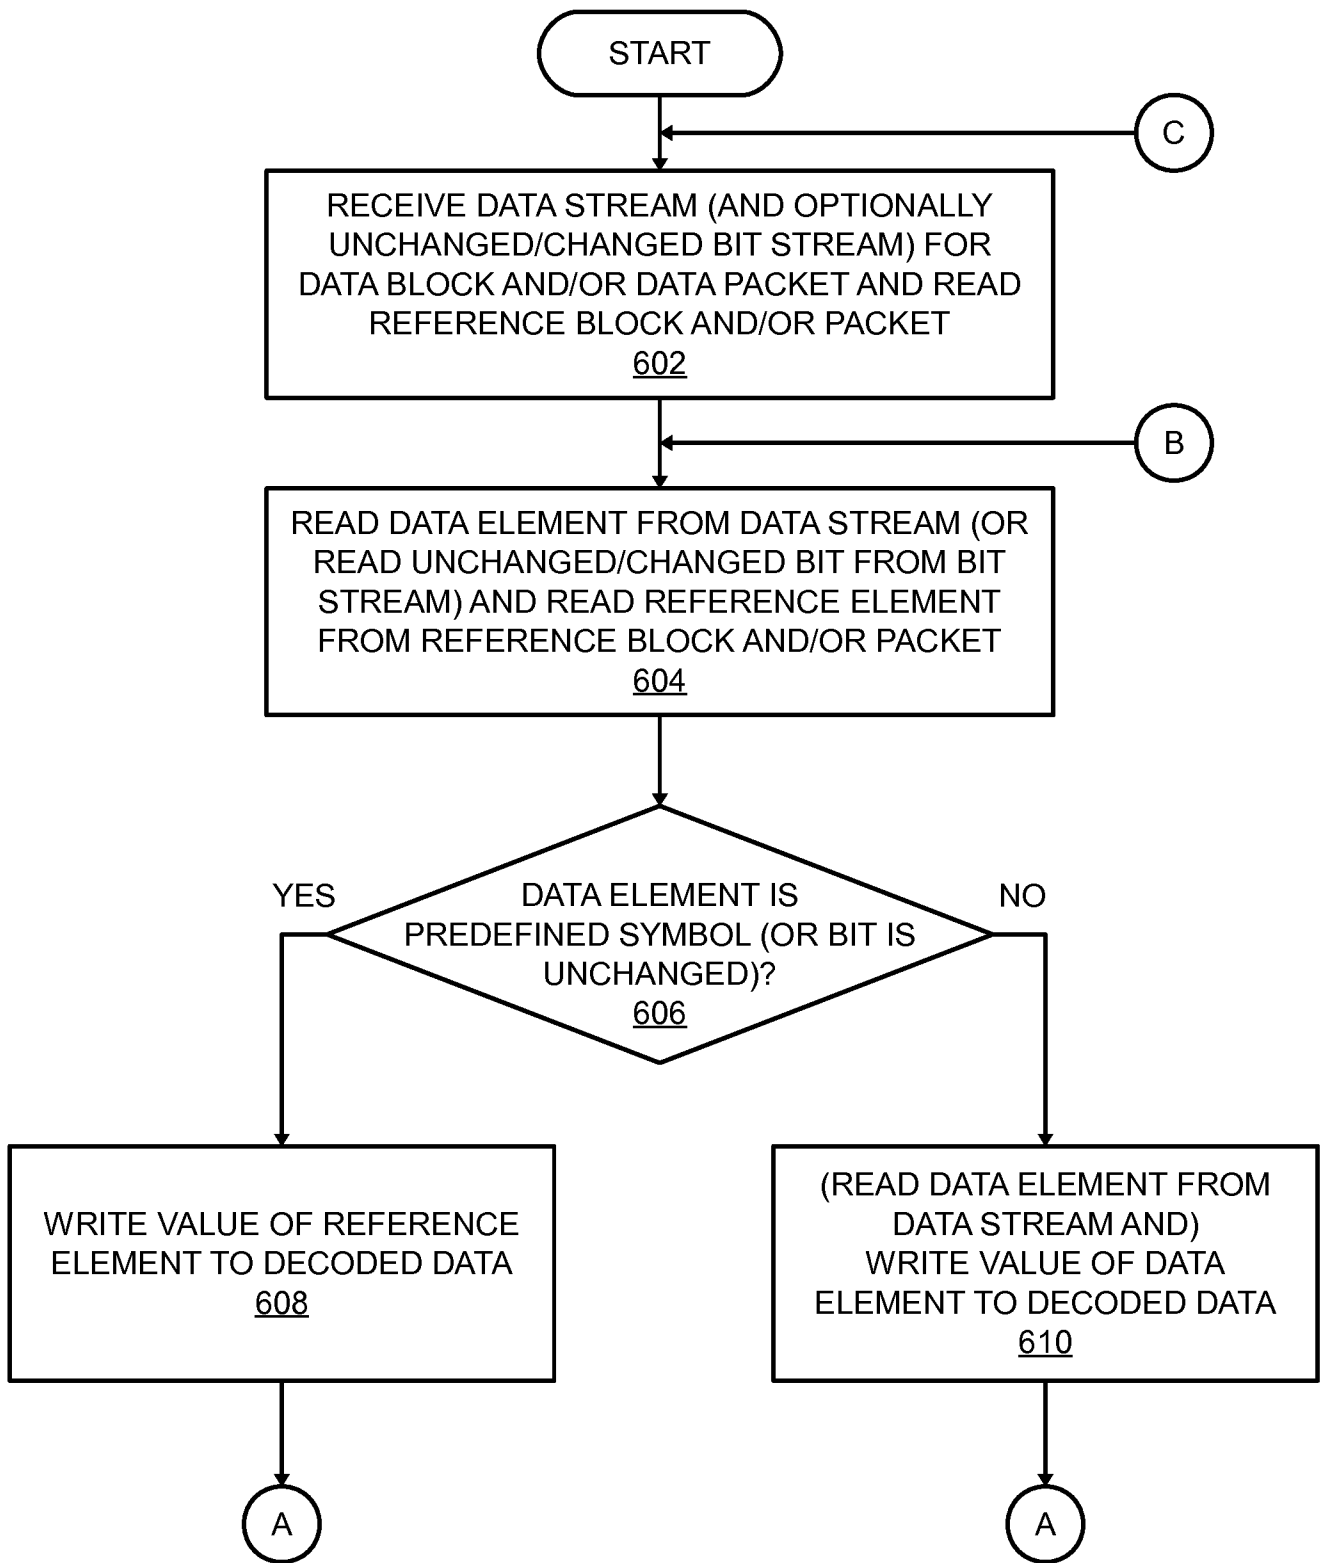 START
C
RECEIVE DATA STREAM (AND OPTIONALLY
UNCHANGED/CHANGED BIT STREAM) FOR
DATA BLOCK AND/OR DATA PACKET AND READ
REFERENCE BLOCK AND/OR PACKET
602
B
READ DATA ELEMENT FROM DATA STREAM (OR
READ UNCHANGED/CHANGED BIT FROM BIT
STREAM) AND READ REFERENCE ELEMENT
FROM REFERENCE BLOCK AND/OR PACKET
604
YES
NO
DATA ELEMENT IS
PREDEFINED SYMBOL (OR BIT IS
UNCHANGED)?
606
WRITE VALUE OF REFERENCE
ELEMENT TO DECODED DATA
608
(READ DATA ELEMENT FROM
DATA STREAM AND)
WRITE VALUE OF DATA
ELEMENT TO DECODED DATA
610
A
A